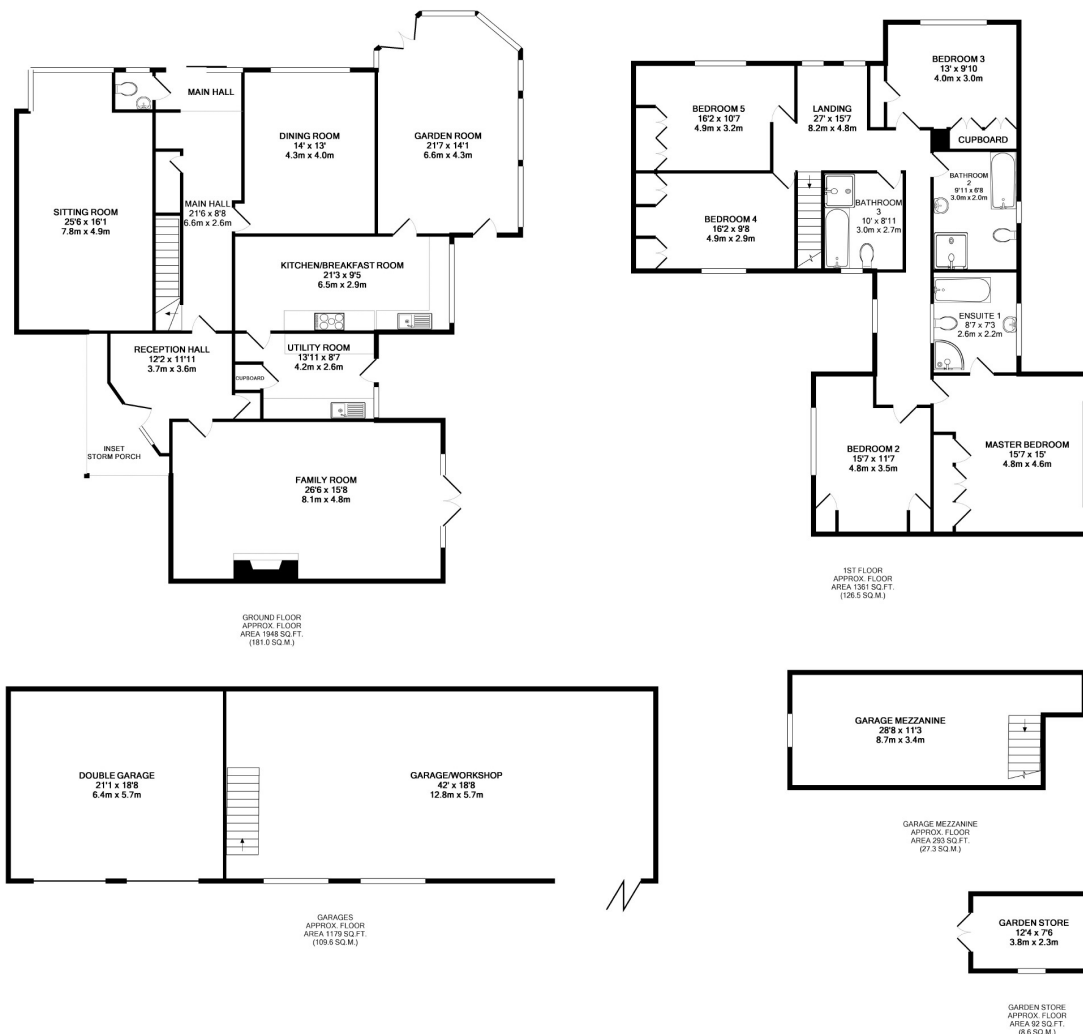 MAIN HALL
DINING ROOM
14' x 13'
4.3m x 4.0m
GARDEN ROOM
21'7 x 14'1
6.6m x 4.3m
SITTING ROOM
25'6 x 16'1
7.8m x 4.9m
MAIN HALL
21'6 x 8'8
6.6m x 2.6m
KITCHEN/BREAKFAST ROOM
21'3 x 9'5
6.5m x 2.9m
RECEPTION HALL
12'2 x 11'11
3.7m x 3.6m
UTILITY ROOM
13'11 x 8'7
4.2m x 2.6m
CUPBOARD
INSET
STORM PORCH
FAMILY ROOM
26'6 x 15'8
8.1m x 4.8m
GROUND FLOOR
APPROX. FLOOR
AREA 1948 SQ.FT.
(181.0 SQ.M.)
BEDROOM 3
13' x 9'10
4.0m x 3.0m
BEDROOM 5
16'2 x 10'7
4.9m x 3.2m
LANDING
27' x 15'7
8.2m x 4.8m
CUPBOARD
BATHROOM
2
9'11 x 6'8
3.0m x 2.0m
BEDROOM 4
16'2 x 9'8
4.9m x 2.9m
BATHROOM
3
10' x 8'11
3.0m x 2.7m
ENSUITE 1
8'7 x 7'3
2.6m x 2.2m
BEDROOM 2
15'7 x 11'7
4.8m x 3.5m
MASTER BEDROOM
15'7 x 15'
4.8m x 4.6m
1ST FLOOR
APPROX. FLOOR
AREA 1361 SQ.FT.
(126.5 SQ.M.)
DOUBLE GARAGE
21'1 x 18'8
6.4m x 5.7m
GARAGE/WORKSHOP
42' x 18'8
12.8m x 5.7m
GARAGES
APPROX. FLOOR
AREA 1179 SQ.FT.
(109.6 SQ.M.)
GARAGE MEZZANINE
28'8 x 11'3
8.7m x 3.4m
GARAGE MEZZANINE
APPROX. FLOOR
AREA 293 SQ.FT.
(27.3 SQ.M.)
GARDEN STORE
12'4 x 7'6
3.8m x 2.3m
GARDEN STORE
APPROX. FLOOR
AREA 92 SQ.FT.
(8.6 SQ.M.)